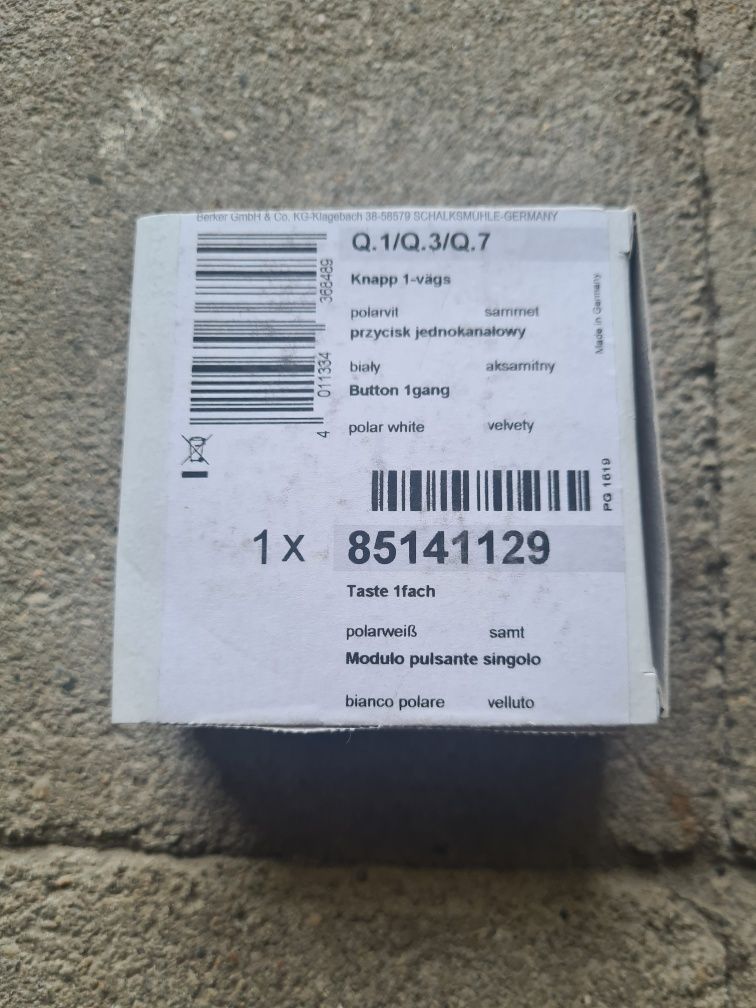 Berker GmbH & Co. KG-Klagebach 38-58579 SCHALKSMÜHLE-GERMANY
Q.1/Q.3/Q.7
Knapp 1-vägs
polarvit sammet
przycisk jednokanałowy
biały aksamitny
Button 1gang
polar white velvety
4 011334 368489
Made in Germany
PG 1619
1 x 85141129
Taste 1fach
polarweiß samt
Modulo pulsante singolo
bianco polare velluto